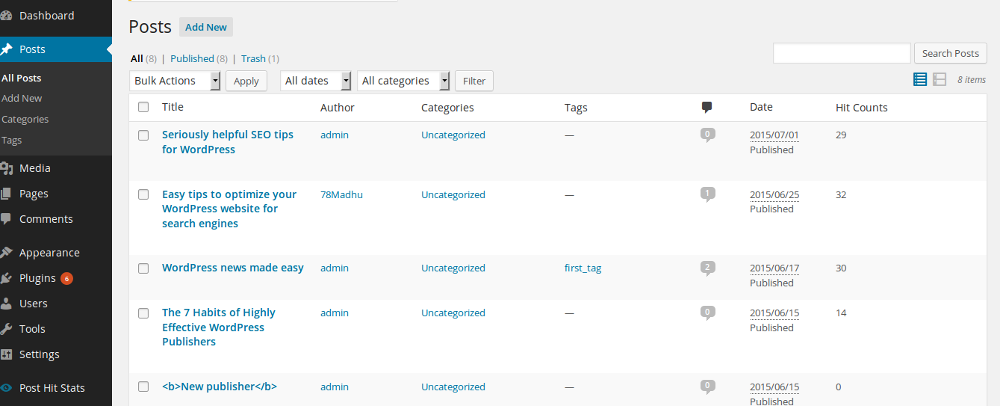 Dashboard
Posts
All Posts
Add New
Categories
Tags
Media
Pages
Comments
Appearance
Plugins 6
Users
Tools
Settings
Post Hit Stats
Posts Add New
All (8) | Published (8) | Trash (1)
Search Posts
Bulk Actions Apply All dates All categories Filter
8 items
Title Author Categories Tags Date Hit Counts
Seriously helpful SEO tips
for WordPress
admin
Uncategorized
—
0
2015/07/01
Published
29
Easy tips to optimize your
WordPress website for
search engines
78Madhu
Uncategorized
—
1
2015/06/25
Published
32
WordPress news made easy
admin
Uncategorized
first_tag
2
2015/06/17
Published
30
The 7 Habits of Highly
Effective WordPress
Publishers
admin
Uncategorized
—
0
2015/06/15
Published
14
<b>New publisher</b>
admin
Uncategorized
—
0
2015/06/15
Published
0